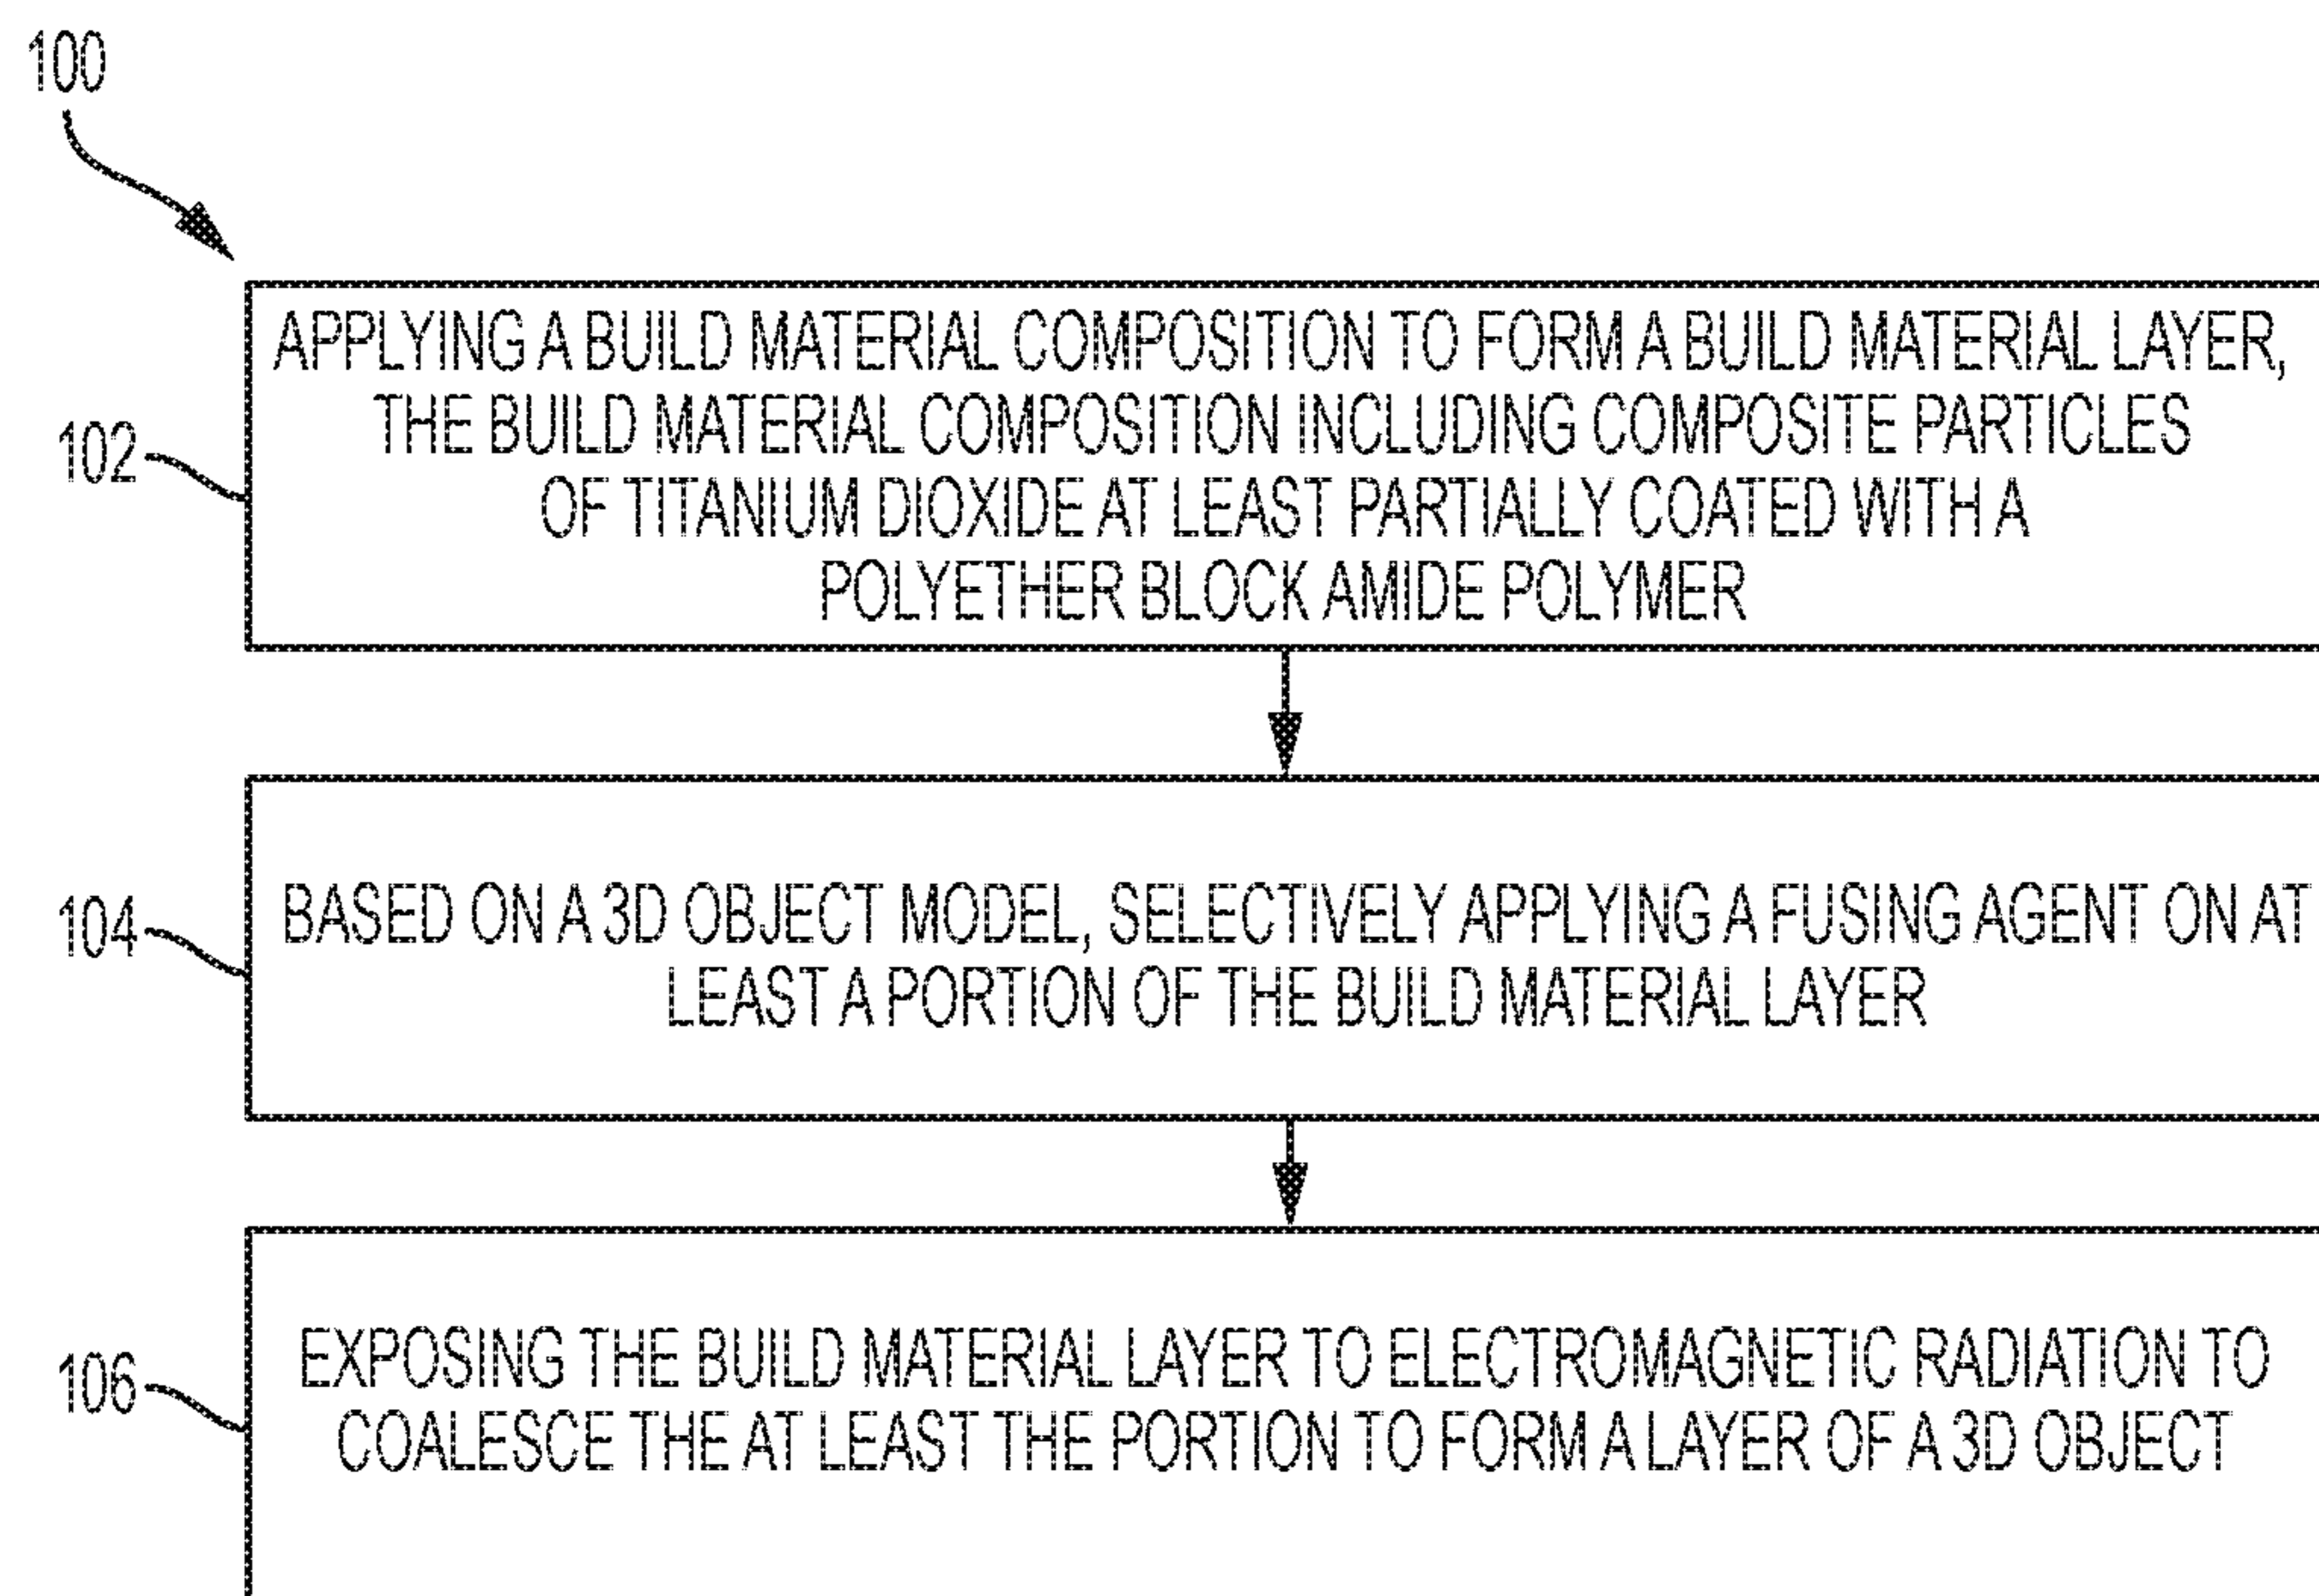 100
102
APPLYING A BUILD MATERIAL COMPOSITION TO FORM A BUILD MATERIAL LAYER,
THE BUILD MATERIAL COMPOSITION INCLUDING COMPOSITE PARTICLES
OF TITANIUM DIOXIDE AT LEAST PARTIALLY COATED WITH A
POLYETHER BLOCK AMIDE POLYMER
104
BASED ON A 3D OBJECT MODEL, SELECTIVELY APPLYING A FUSING AGENT ON AT
LEAST A PORTION OF THE BUILD MATERIAL LAYER
106
EXPOSING THE BUILD MATERIAL LAYER TO ELECTROMAGNETIC RADIATION TO
COALESCE THE AT LEAST THE PORTION TO FORM A LAYER OF A 3D OBJECT